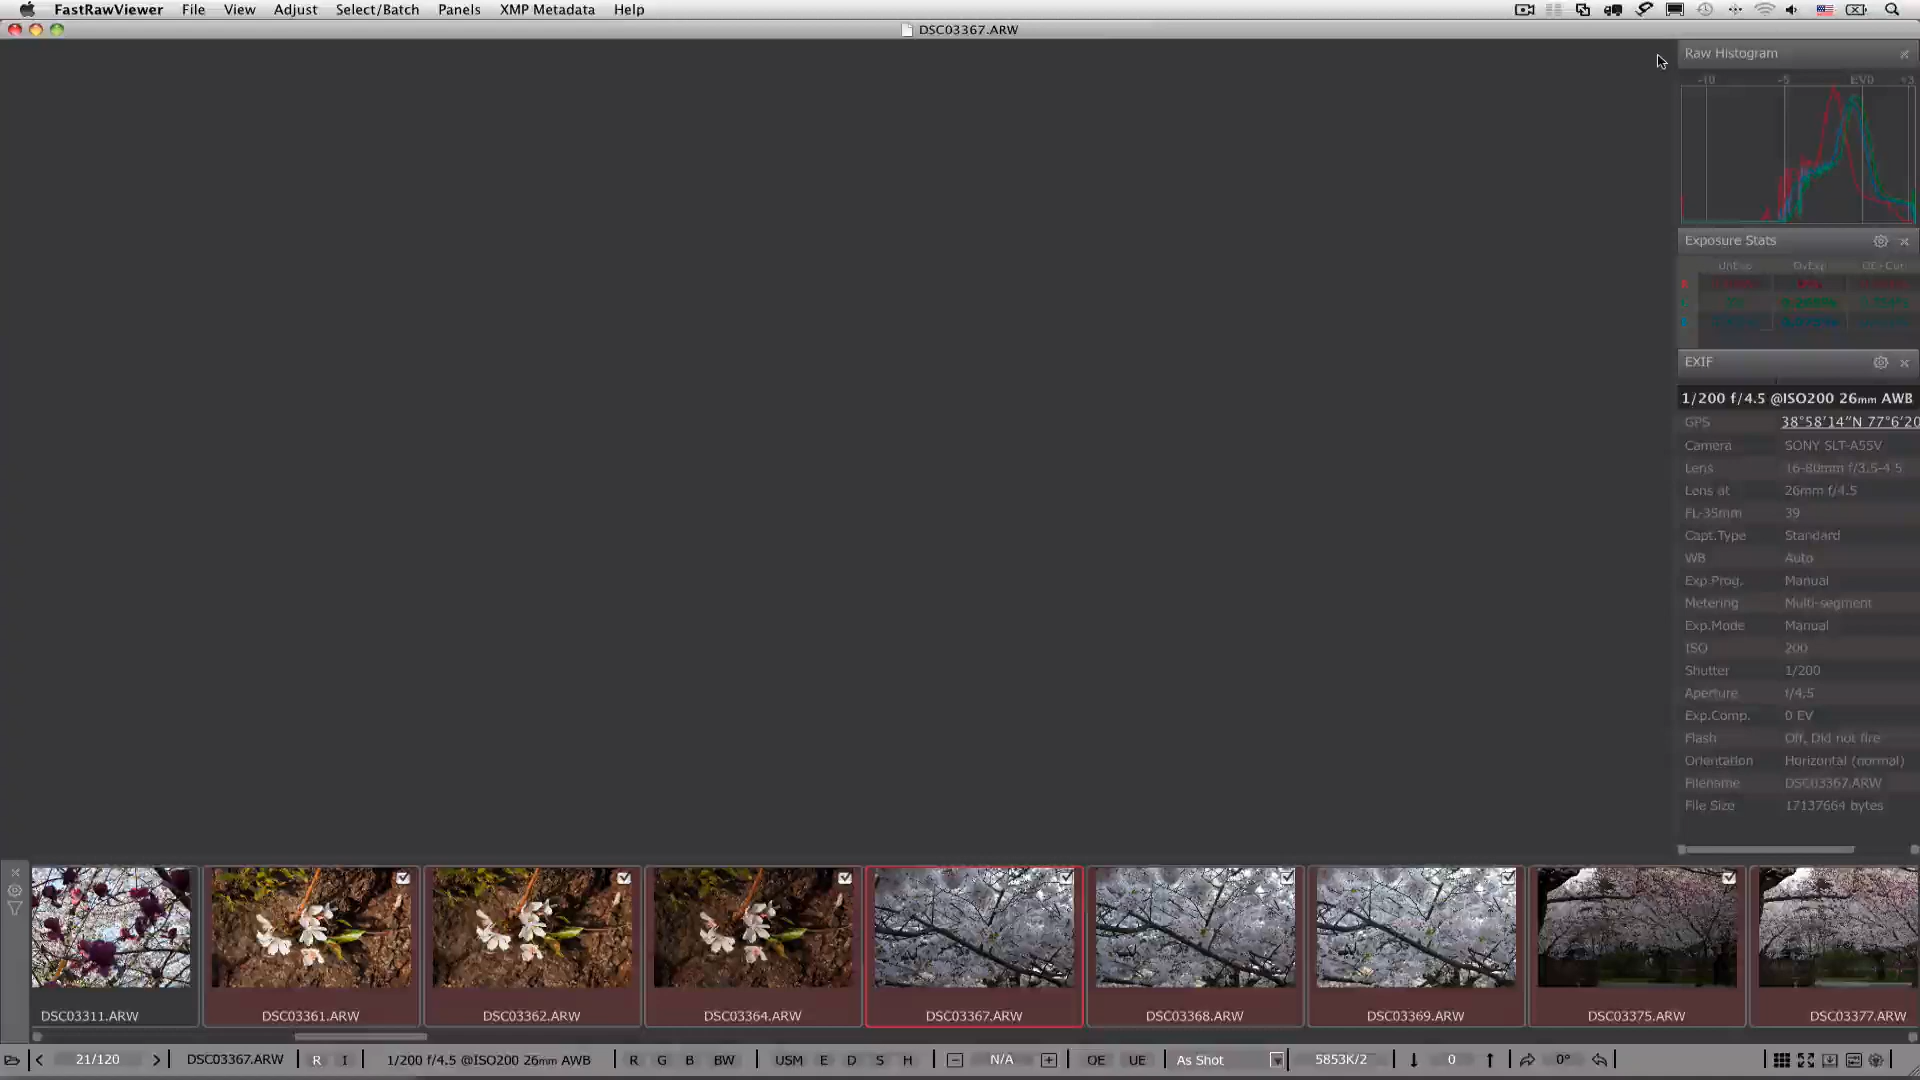 FastRawViewer File View Adjust Select/Batch Panels XMP Metadata Help
DSC03367.ARW
Raw Histogram
-10 -5 EV0 +3
Exposure Stats
OvExp OE+Cor
EXIF
1/200 f/4.5 @ISO200 26mm AWB
GPS 38°58'14"N 77°6'20
Camera SONY SLT-A55V
Lens 16-80mm f/3.5-4.5
Lens at 26mm f/4.5
FL-35mm 39
Capt.Type Standard
WB Auto
Exp.Prog. Manual
Metering Multi-segment
Exp.Mode Manual
ISO 200
Shutter 1/200
Aperture f/4.5
Exp.Comp. 0 EV
Flash Off, Did not fire
Orientation Horizontal (normal)
Filename DSC03367.ARW
File Size 17137664 bytes
DSC03311.ARW DSC03361.ARW DSC03362.ARW DSC03364.ARW DSC03367.ARW DSC03368.ARW DSC03369.ARW DSC03375.ARW DSC03377.ARW
21/120 DSC03367.ARW R I 1/200 f/4.5 @ISO200 26mm AWB R G B BW USM E D S H N/A OE UE As Shot 5853K/2 0 0°